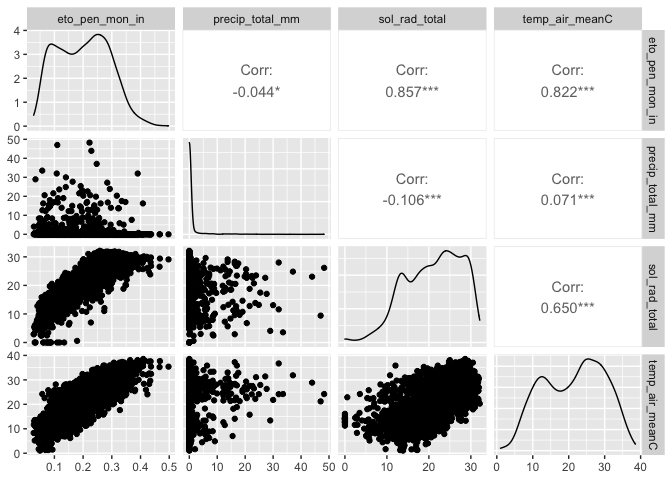 eto_pen_mon_in precip_total_mm sol_rad_total temp_air_meanC
4
3
2
1
0
Corr:
-0.044*
Corr:
0.857***
Corr:
0.822***
eto_pen_mon_in
50
40
30
20
10
0
Corr:
-0.106***
Corr:
0.071***
precip_total_mm
30
20
10
0
Corr:
0.650***
sol_rad_total
40
30
20
10
0
temp_air_meanC
0.1 0.2 0.3 0.4 0.5 0 10 20 30 40 50 0 10 20 30 0 10 20 30 40